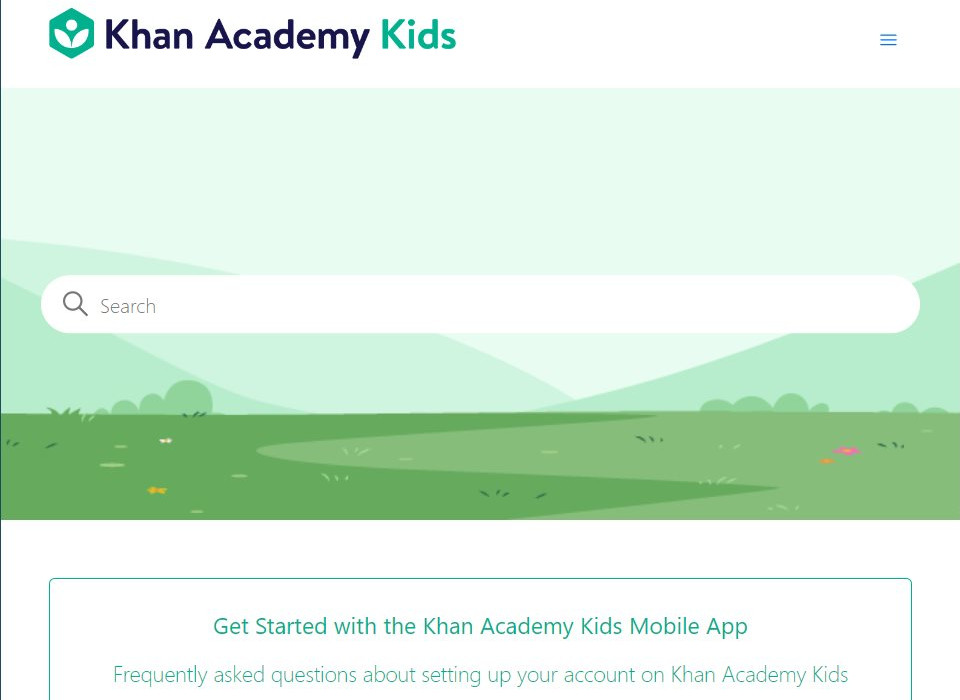 Khan Academy Kids
Search
Get Started with the Khan Academy Kids Mobile App
Frequently asked questions about setting up your account on Khan Academy Kids